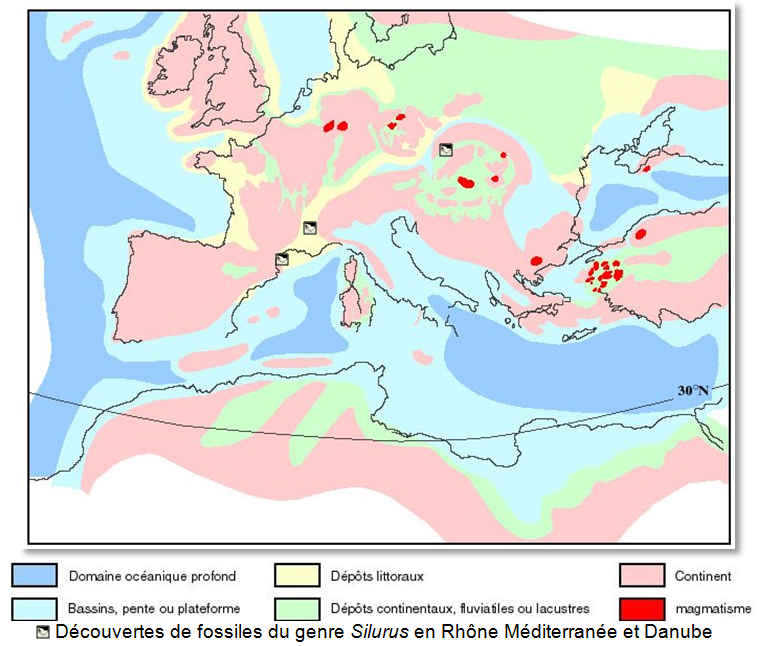 30°N
Domaine océanique profond
Dépôts littoraux
Continent
Bassins, pente ou plateforme
Dépôts continentaux, fluviatiles ou lacustres
magmatisme
Découvertes de fossiles du genre Silurus en Rhône Méditerranée et Danube